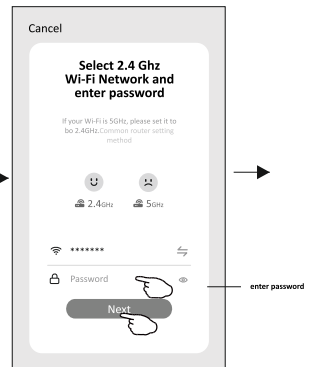 Cancel
Select 2.4 Ghz
Wi-Fi Network and
enter password
If your Wi-Fi is 5GHz, please set it to
bo 2.4GHz.Common router setting
method
2.4GHz 5GHz
*******
Password
Next
enter password